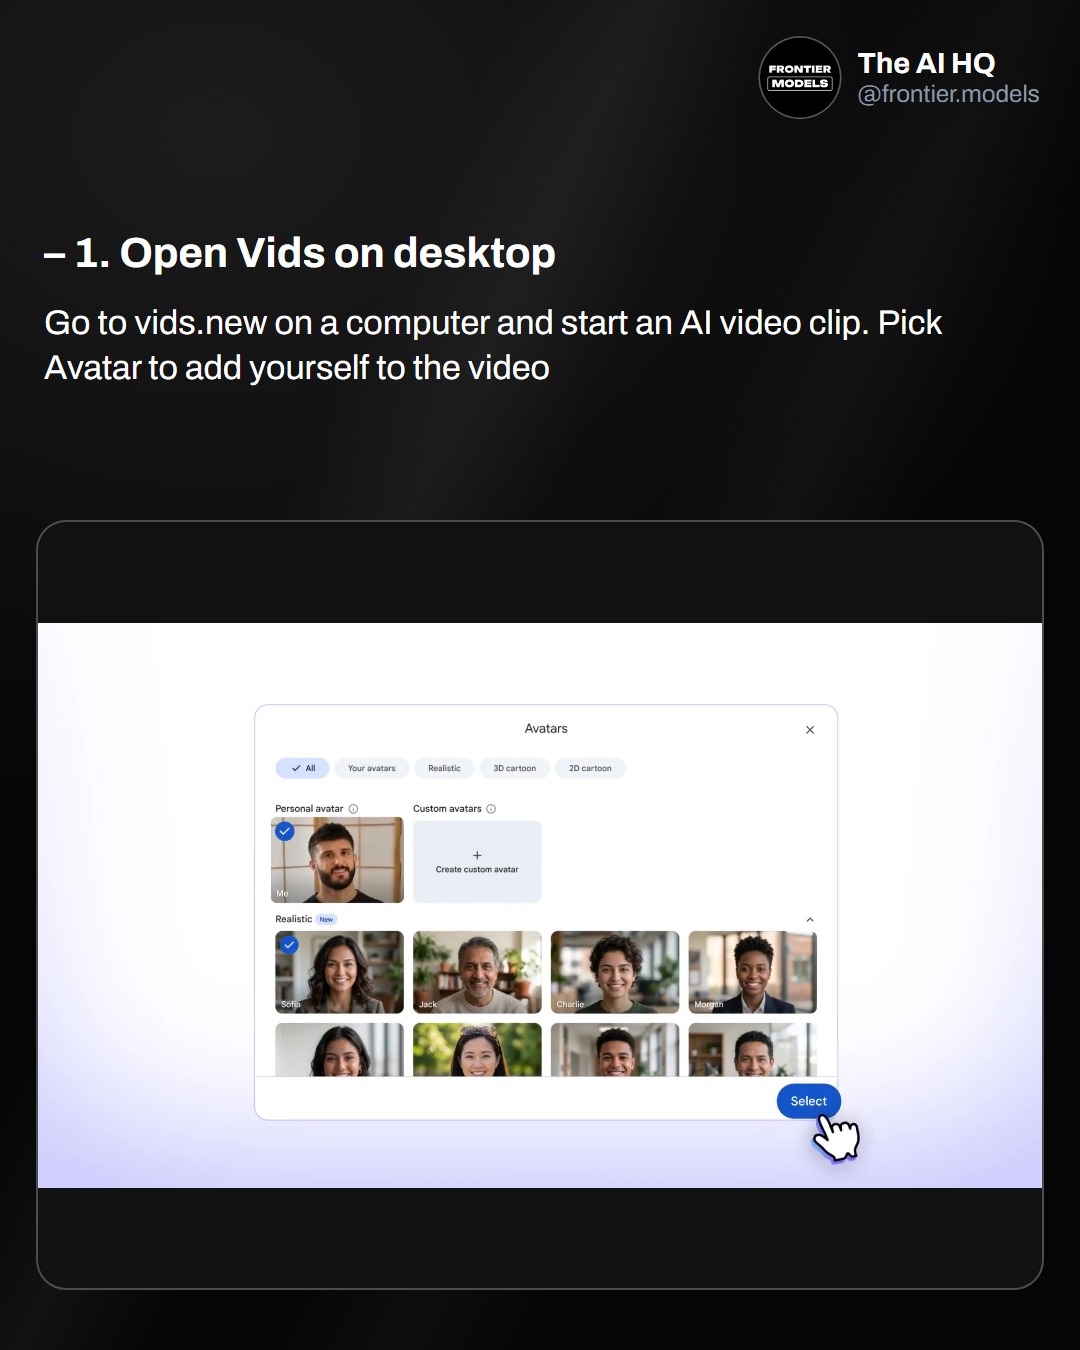 FRONTIER
MODELS
The AI HQ
@frontier.models
– 1. Open Vids on desktop
Go to vids.new on a computer and start an AI video clip. Pick
Avatar to add yourself to the video
Avatars
All
Your avatars
Realistic
3D cartoon
2D cartoon
Personal avatar
Custom avatars
Me
+
Create custom avatar
Realistic New
Sofia
Jack
Charlie
Morgan
Select